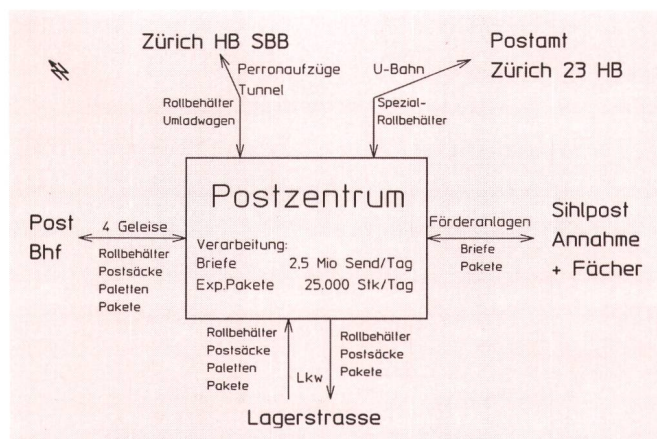 Zürich HB SBB
Perronaufzüge
Tunnel
Rollbehälter
Umladwagen
Postamt
Zürich 23 HB
U-Bahn
Spezial-
Rollbehälter
Post
Bhf
4 Geleise
Rollbehälter
Postsäcke
Paletten
Pakete
Postzentrum
Verarbeitung:
Briefe 2,5 Mio Send/Tag
Exp.Pakete 25.000 Stk/Tag
Förderanlagen
Briefe
Pakete
Sihlpost
Annahme
+ Fächer
Rollbehälter
Postsäcke
Paletten
Pakete
Lkw
Rollbehälter
Postsäcke
Pakete
Lagerstrasse